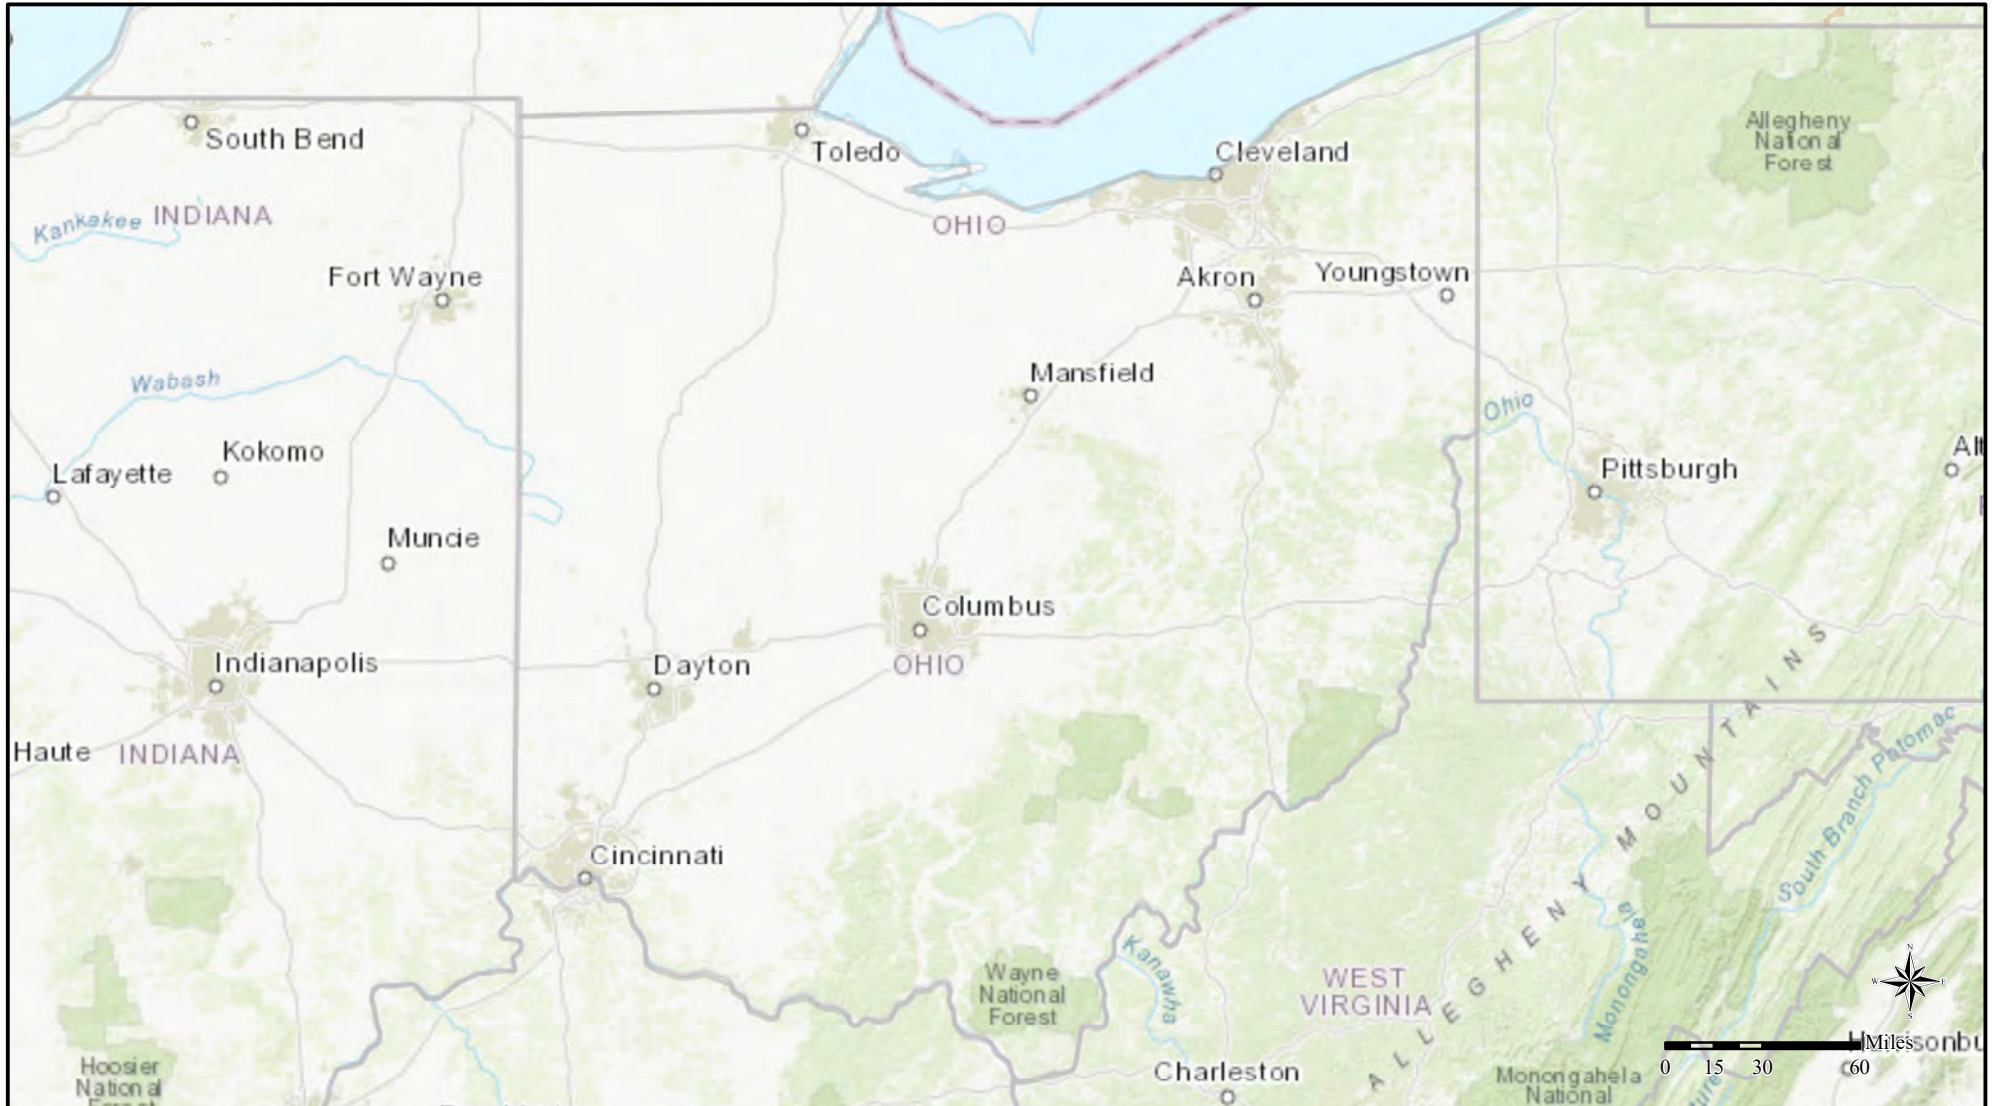 South Bend
Toledo
Cleveland
Allegheny
National
Forest
Kankakee
INDIANA
OHIO
Fort Wayne
Akron
Youngstown
Wabash
Mansfield
Ohio
Kokomo
Lafayette
Pittsburgh
Muncie
Columbus
Indianapolis
Dayton
OHIO
Haute
INDIANA
ALLEGHENY MOUNTAINS
South Branch Potomac
Cincinnati
Kanawha
Monongahela
Wayne
National
Forest
WEST
VIRGINIA
N
W E
S
Miles
0 15 30 60
Hoosier
National
Forest
Charleston
Monongahela
National